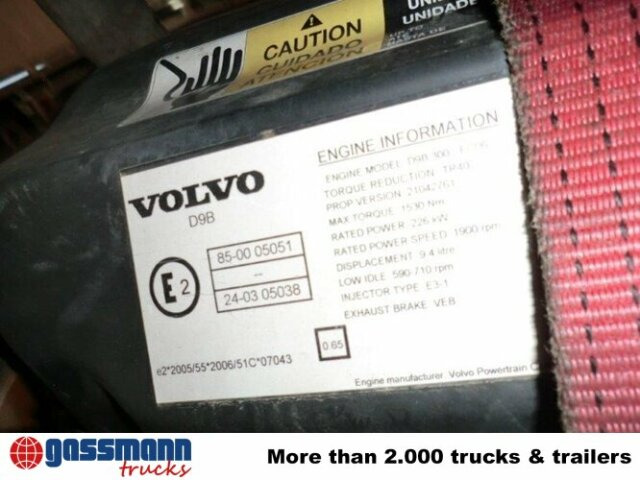 UNIDADE
CAUTION
CUIDADO
ATENCION
VOLVO
D9B
E2
85-00 05051
--
24-03 05038
e2*2005/55*2006/51C*07043
ENGINE INFORMATION
ENGINE MODEL: D9B 300
TORQUE REDUCTION:
PROP VERSION: 21042761
MAX TORQUE: 1530 Nm
RATED POWER: 226 kW
RATED POWER SPEED: 1900 rpm
DISPLACEMENT: 9.4 litre
LOW IDLE: 590-710 rpm
INJECTOR TYPE: E3-1
EXHAUST BRAKE: VEB
0.65
Engine manufacturer: Volvo Powertrain
gassmann
trucks
More than 2.000 trucks & trailers